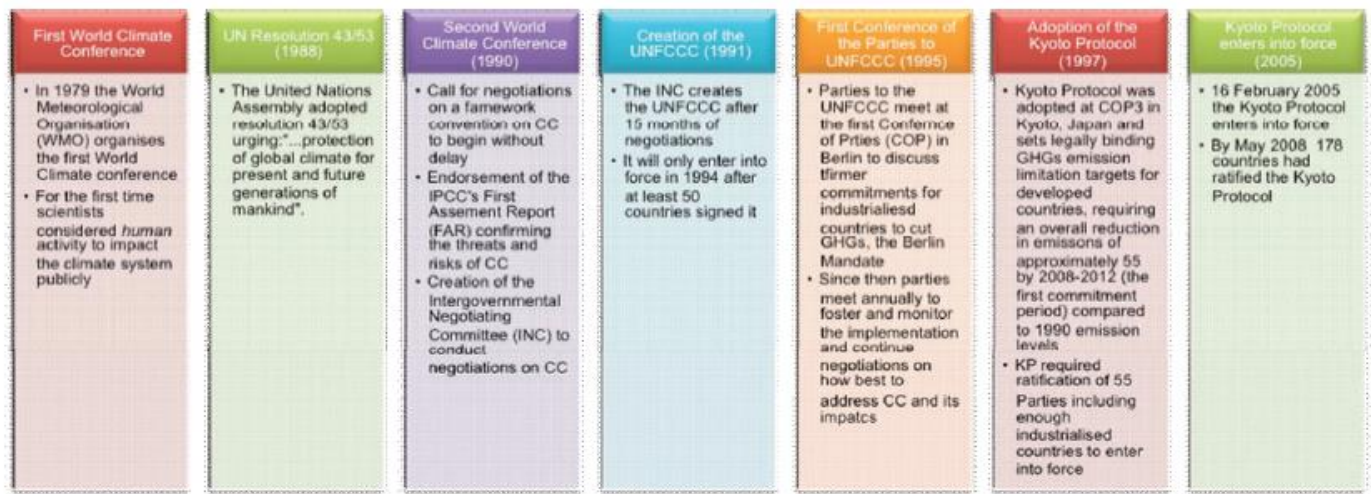 First World Climate
Conference
• In 1979 the World
Meteorological
Organisation
(WMO) organises
the first World
Climate conference
• For the first time
scientists
considered human
activity to impact
the climate system
publicly
UN Resolution 43/53
(1988)
• The United Nations
Assembly adopted
resolution 43/53
urging:"...protection
of global climate for
present and future
generations of
mankind".
Second World
Climate Conference
(1990)
• Call for negotiations
on a famework
convention on CC
to begin without
delay
• Endorsement of the
IPCC's First
Assement Report
(FAR) confirming
the threats and
risks of CC
• Creation of the
Intergovernmental
Negotiating
Committee (INC) to
conduct
negotiations on CC
Creation of the
UNFCCC (1991)
• The INC creates
the UNFCCC after
15 months of
negotiations
• It will only enter into
force in 1994 after
at least 50
countries signed it
First Conference of
the Parties to
UNFCCC (1995)
• Parties to the
UNFCCC meet at
the first Confernce
of Prties (COP) in
Berlin to discuss
tfirmer
commitments for
industrialiesd
countries to cut
GHGs, the Berlin
Mandate
• Since then parties
meet annually to
foster and monitor
the implementation
and continue
negotiations on
how best to
address CC and its
impatcs
Adoption of the
Kyoto Protocol
(1997)
• Kyoto Protocol was
adopted at COP3 in
Kyoto, Japan and
sets legally binding
GHGs emission
limitation targets for
developed
countries, requiring
an overall reduction
in emissons of
approximately 55
by 2008-2012 (the
first commitment
period) compared
to 1990 emission
levels
• KP required
ratification of 55
Parties including
enough
industrialised
countries to enter
into force
Kyoto Protocol
enters into force
(2005)
• 16 February 2005
the Kyoto Protocol
enters into force
• By May 2008 178
countries had
ratified the Kyoto
Protocol